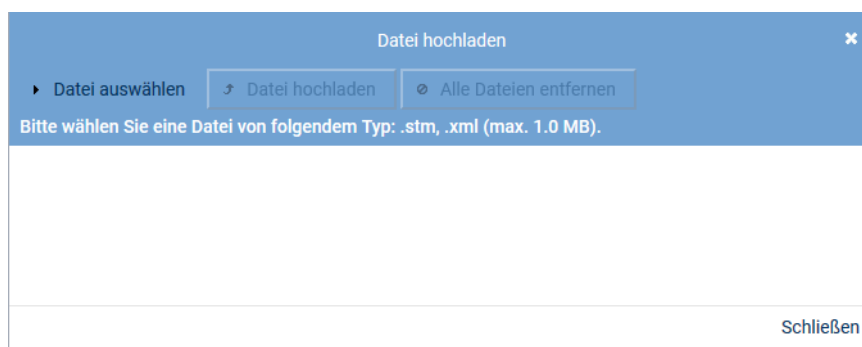 Datei hochladen
Datei auswählen Datei hochladen Alle Dateien entfernen
Bitte wählen Sie eine Datei von folgendem Typ: .stm, .xml (max. 1.0 MB).
Schließen